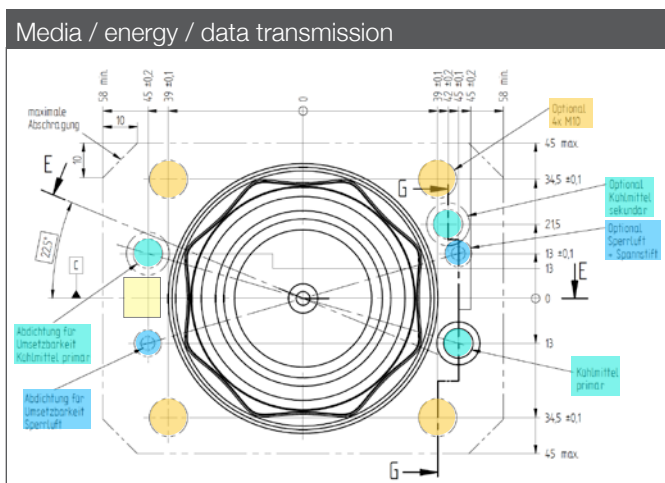 Media / energy / data transmission
58 min.
45 ±0,2
39 ±0,1
0
39 ±0,1
42 ±0,2
45 ±0,1
45 ±0,2
58 min.
maximale
Abschragung
10
10
Optional
4x M10
45 max.
34,5 ±0,1
E
G
Optional
Kühlmittel
sekundär
21,5
Optional
Sperrluft
+ Spannstift
13 ±0,1
13
22,5°
C
E
0
Abdichtung für
Umsetzbarkeit
Kühlmittel primär
13
Kühlmittel
primär
Abdichtung für
Umsetzbarkeit
Sperrluft
34,5 ±0,1
45 max.
G